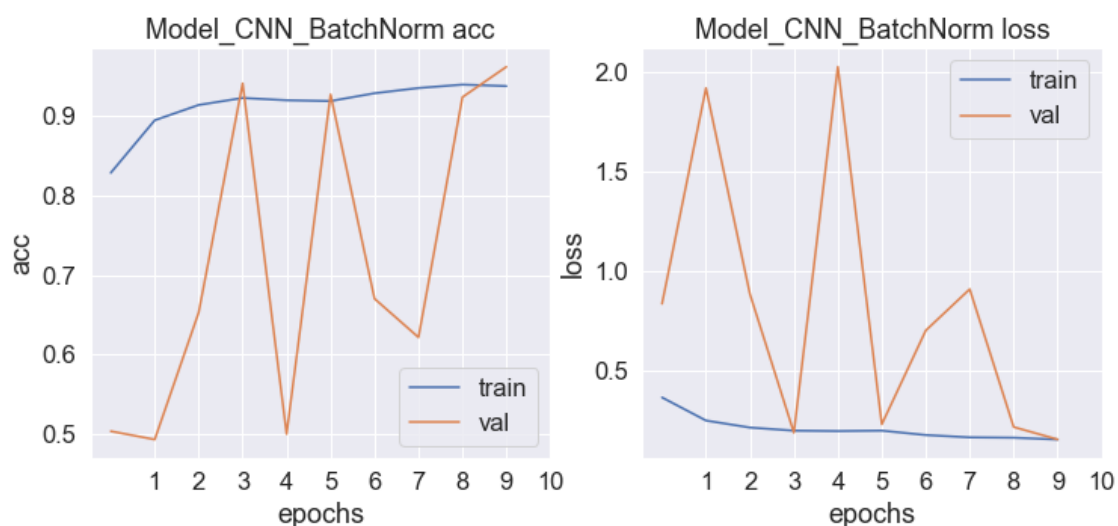 Model_CNN_BatchNorm acc
0.9
0.8
0.7
0.6
0.5
acc
train
val
1 2 3 4 5 6 7 8 9 10
epochs
Model_CNN_BatchNorm loss
2.0
1.5
1.0
0.5
loss
train
val
1 2 3 4 5 6 7 8 9 10
epochs